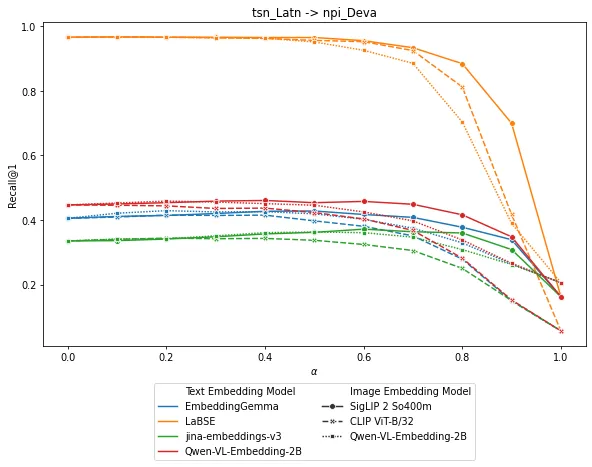 tsn_Latn -> npi_Deva
Recall@1
1.0
0.8
0.6
0.4
0.2
0.0 0.2 0.4 0.6 0.8 1.0
α
Text Embedding Model
EmbeddingGemma
LaBSE
jina-embeddings-v3
Qwen-VL-Embedding-2B
Image Embedding Model
SigLIP 2 So400m
CLIP ViT-B/32
Qwen-VL-Embedding-2B